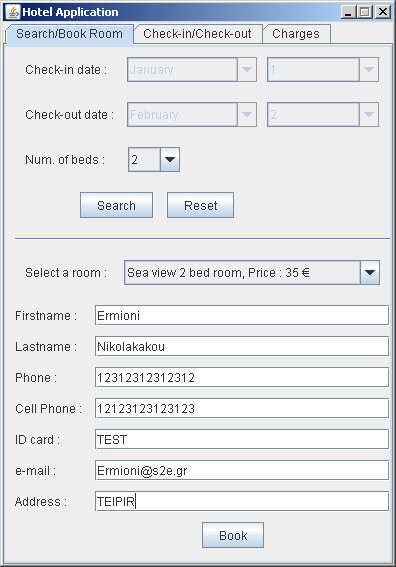 Hotel Application
Search/Book Room Check-in/Check-out Charges
Check-in date : January 1
Check-out date : February 2
Num. of beds : 2
Search Reset
Select a room : Sea view 2 bed room, Price : 35 €
Firstname : Ermioni
Lastname : Nikolakakou
Phone : 12312312312312
Cell Phone : 12123123123123
ID card : TEST
e-mail : Ermioni@s2e.gr
Address : TEIPIR
Book